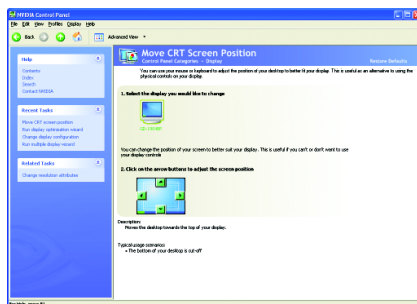 NVIDIA Control Panel
File Edit View Profiles Display Help
Back Advanced View
Move CRT Screen Position
Control Panel Categories - Display
Restore Defaults
You can use your mouse or keyboard to adjust the position of your desktop to better fit your display. This is useful as an alternative to using the
physical controls on your display
Help
Contents
Index
Search
Contact NVIDIA
Recent Tasks
Move CRT screen position
Run display optimization wizard
Change display configuration
Run multiple display wizard
Related Tasks
Change resolution attributes
1. Select the display you would like to change
You can change the position of your screen to better suit your display. This is useful if you can't or don't want to use
your display controls
2. Click on the arrow buttons to adjust the screen position
Description:
Moves the desktop towards the top of your display.
Typical usage scenarios:
• The bottom of your desktop is cut-off
For Help, press F1